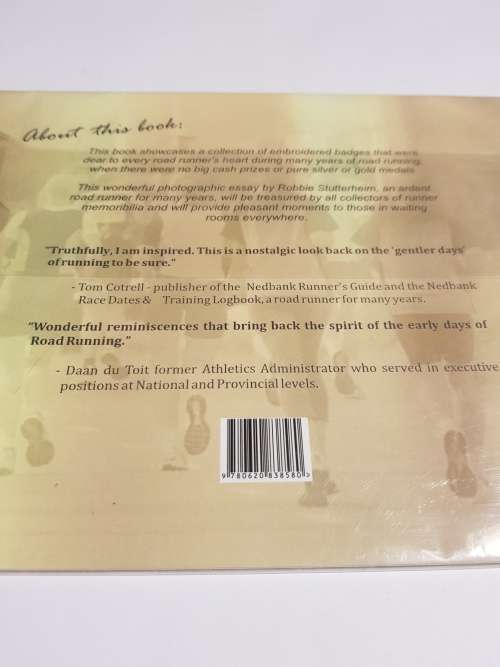 About this book:
This book showcases a collection of embroidered badges that were
dear to every road runner's heart during many years of road running,
when there were no big cash prizes or pure silver or gold medals
This wonderful photographic essay by Robbie Stutterheim, an ardent
road runner for many years, will be treasured by all collectors of runner
memoribilia and will provide pleasant moments to those in waiting
rooms everywhere.
"Truthfully, I am inspired. This is a nostalgic look back on the 'gentler days'
of running to be sure."
- Tom Cotrell - publisher of the Nedbank Runner's Guide and the Nedbank
Race Dates & Training Logbook, a road runner for many years.
"Wonderful reminiscences that bring back the spirit of the early days of
Road Running."
- Daan du Toit former Athletics Administrator who served in executive
positions at National and Provincial levels.
9 780620 838580 >